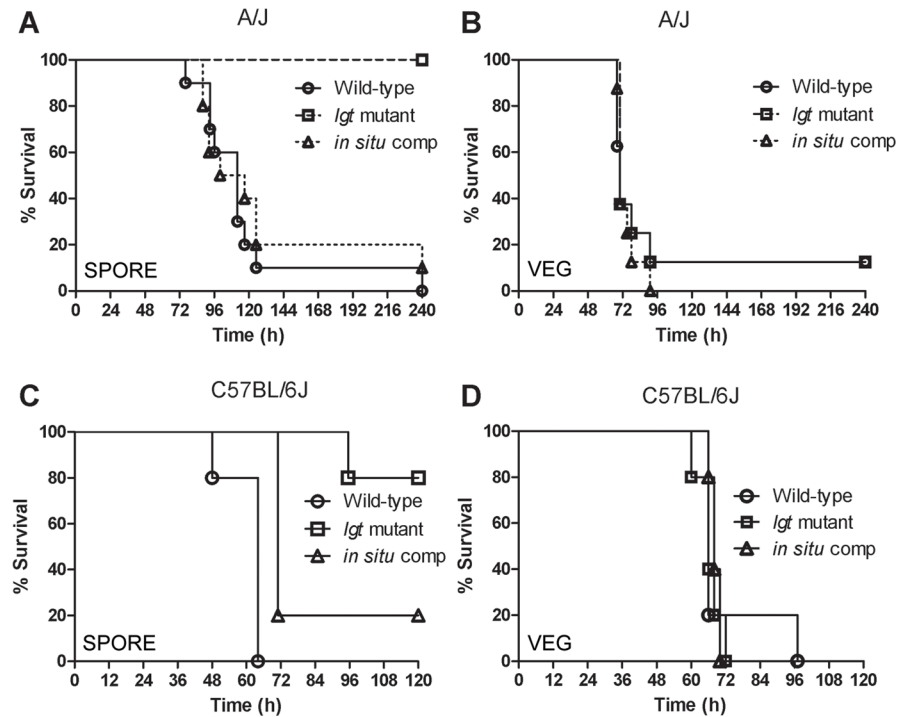 A
A/J
100
80
60
40
20
0
% Survival
Wild-type
lgt mutant
in situ comp
SPORE
0 24 48 72 96 120 144 168 192 216 240
Time (h)
B
A/J
100
80
60
40
20
0
% Survival
Wild-type
lgt mutant
in situ comp
VEG
0 24 48 72 96 120 144 168 192 216 240
Time (h)
C
C57BL/6J
100
80
60
40
20
0
% Survival
Wild-type
lgt mutant
in situ comp
SPORE
0 12 24 36 48 60 72 84 96 108 120
Time (h)
D
C57BL/6J
100
80
60
40
20
0
% Survival
Wild-type
lgt mutant
in situ comp
VEG
0 12 24 36 48 60 72 84 96 108 120
Time (h)